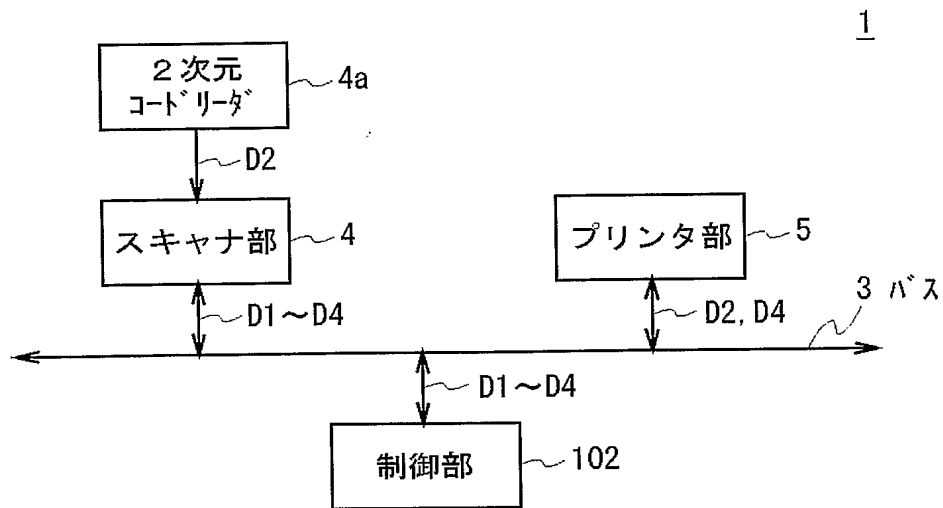 1
2次元
コードリーダ
4a
D2
スキャナ部
4
プリンタ部
5
3 バス
D1～D4
D2, D4
D1～D4
制御部
102